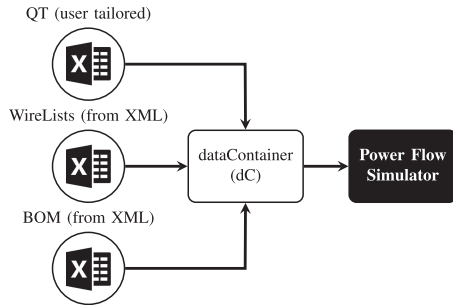 QT (user tailored)
X
WireLists (from XML)
X
dataContainer
(dC)
Power Flow
Simulator
BOM (from XML)
X